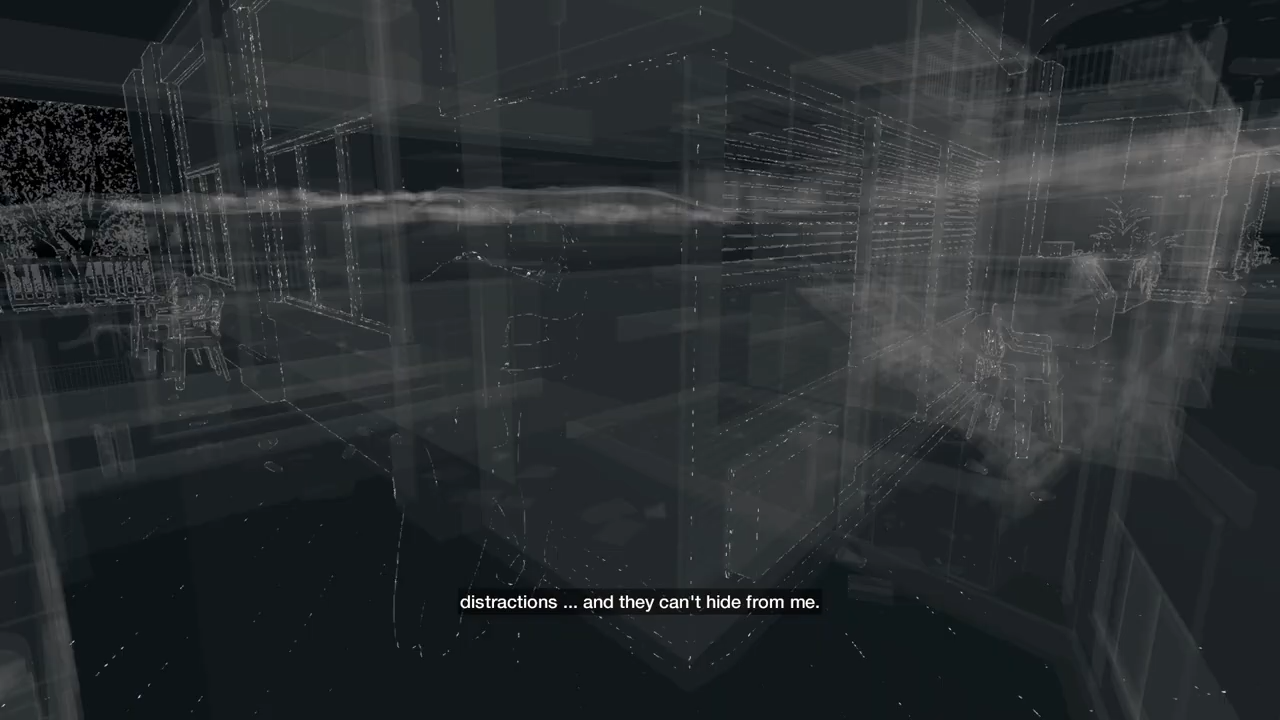 distractions ... and they can't hide from me.